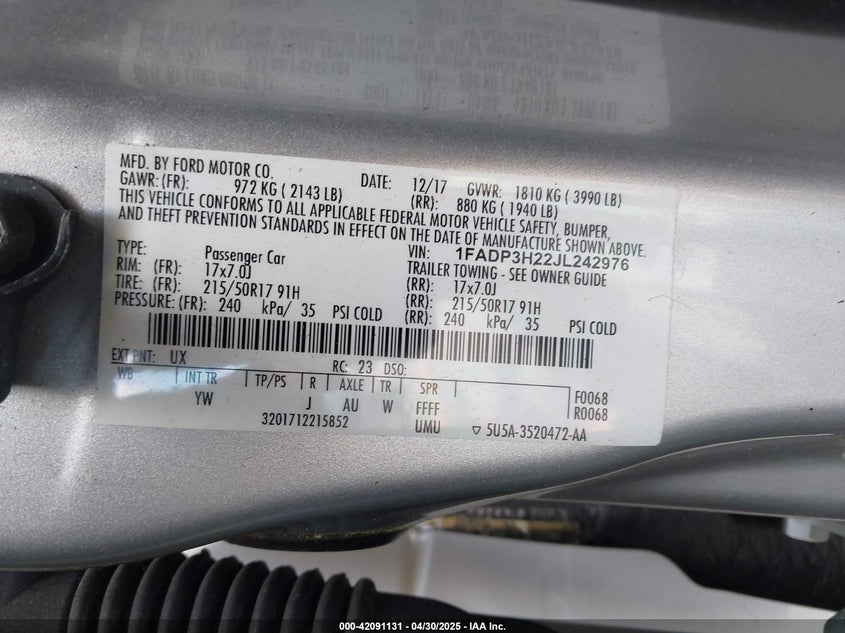 MFD. BY FORD MOTOR CO.
DATE: 12/17 GVWR: 1810 KG ( 3990 LB)
GAWR: (FR): 972 KG ( 2143 LB) (RR): 880 KG ( 1940 LB)
THIS VEHICLE CONFORMS TO ALL APPLICABLE FEDERAL MOTOR VEHICLE SAFETY, BUMPER,
AND THEFT PREVENTION STANDARDS IN EFFECT ON THE DATE OF MANUFACTURE SHOWN ABOVE.
VIN: 1FADP3H22JL242976
TYPE: Passenger Car TRAILER TOWING - SEE OWNER GUIDE
RIM: (FR): 17x7.0J (RR): 17x7.0J
TIRE: (FR): 215/50R17 91H (RR): 215/50R17 91H
PRESSURE: (FR): 240 kPa/ 35 PSI COLD (RR): 240 kPa/ 35 PSI COLD
EXT PNT: UX RC: 23 DSO:
WB INT TR TP/PS R AXLE TR SPR F0068
YW J AU W FFFF R0068
3201712215852 UMU ▽ 5U5A-3520472-AA
000-42091131 - 04/30/2025 - IAA, Inc.